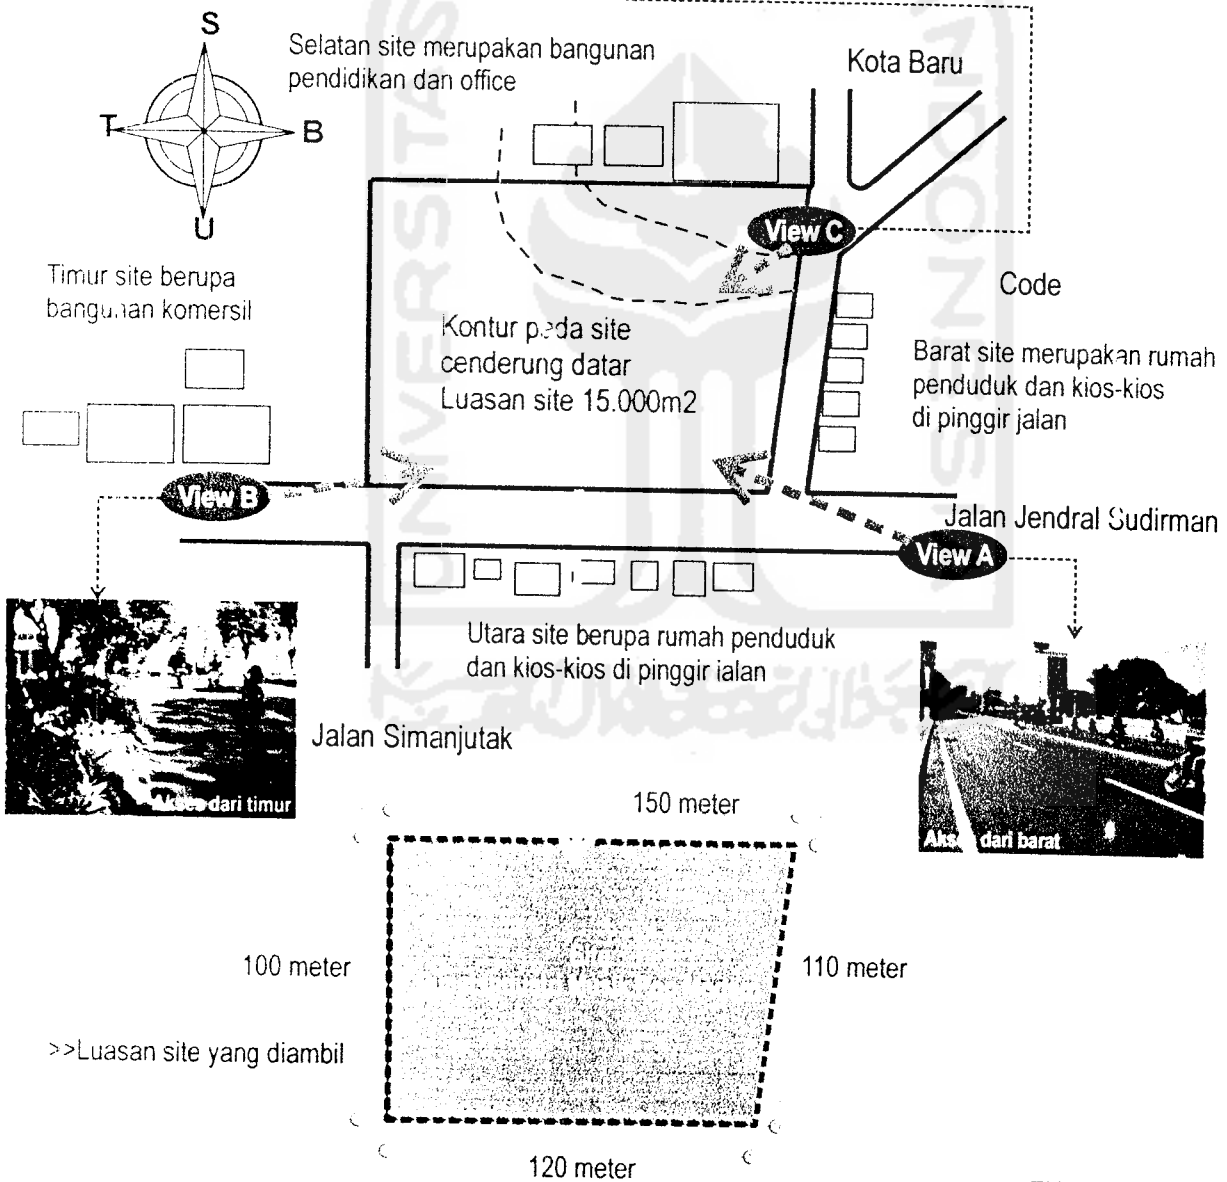 S
T
B
U
Selatan site merupakan bangunan
pendidikan dan office
Kota Baru
View C
Timur site berupa
bangunan komersil
Kontur pada site
cenderung datar
Luasan site 15.000m2
Code
Barat site merupakan rumah
penduduk dan kios-kios
di pinggir jalan
View B
Jalan Jendral Sudirman
View A
Utara site berupa rumah penduduk
dan kios-kios di pinggir jalan
Akses dari timur
Jalan Simanjutak
Akses dari barat
150 meter
100 meter
110 meter
>>Luasan site yang diambil
120 meter
UNIVERSITAS